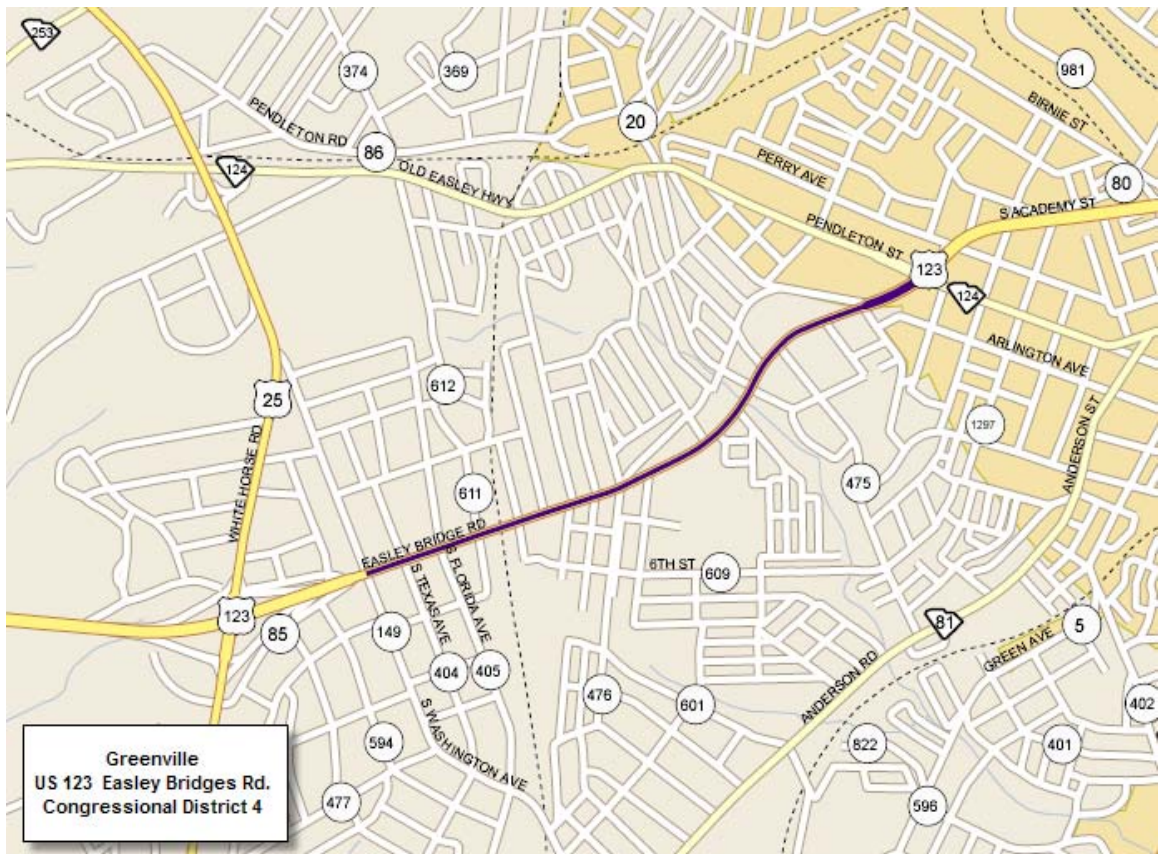 253
374
369
981
BIRNIE ST
PENDLETON RD
20
86
PERRY AVE
124
OLD EASLEY HWY
80
S ACADEMY ST
PENDLETON ST
123
124
ARLINGTON AVE
612
25
1297
ANDERSON ST
WHITE HORSE RD
475
611
EASLEY BRIDGE RD
6TH ST
609
S TEXAS AVE
S FLORIDA AVE
123
85
149
81
5
GREEN AVE
404
405
ANDERSON RD
476
601
402
S WASHINGTON AVE
594
822
401
477
596
Greenville
US 123 Easley Bridges Rd.
Congressional District 4